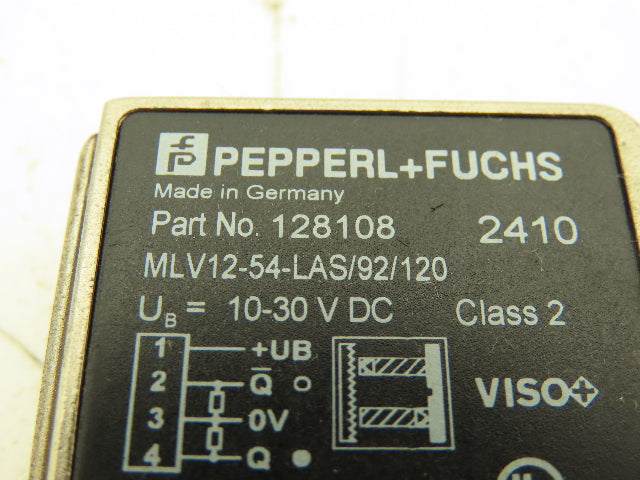 PEPPERL+FUCHS
Made in Germany
Part No. 128108 2410
MLV12-54-LAS/92/120
UB = 10-30 V DC Class 2
1 +UB
2 Q̅
3 0V
4 Q
VISO